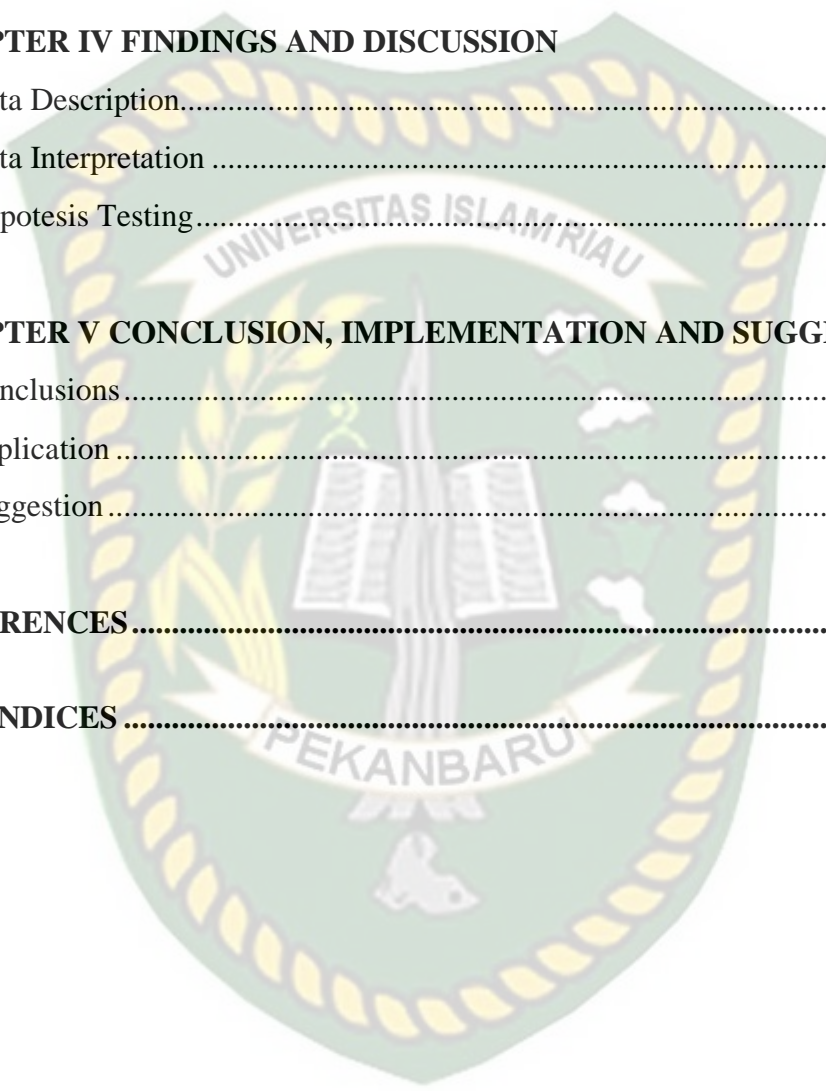 PTER IV FINDINGS AND DISCUSSION
ta Description
ta Interpretation
potesis Testing
UNIVERSITAS ISLAM RIAU
PTER V CONCLUSION, IMPLEMENTATION AND SUGG
nclusions
plication
ggestion
RENCES
NDICES
PEKANBARU